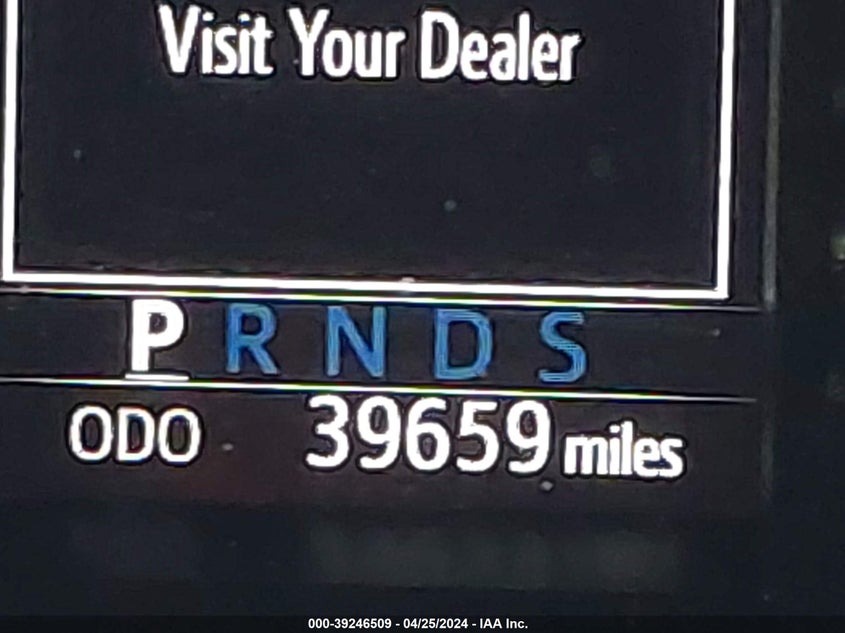 Visit Your Dealer
P R N D S
ODO 39659 miles
000-39246509 - 04/25/2024 - IAA Inc.